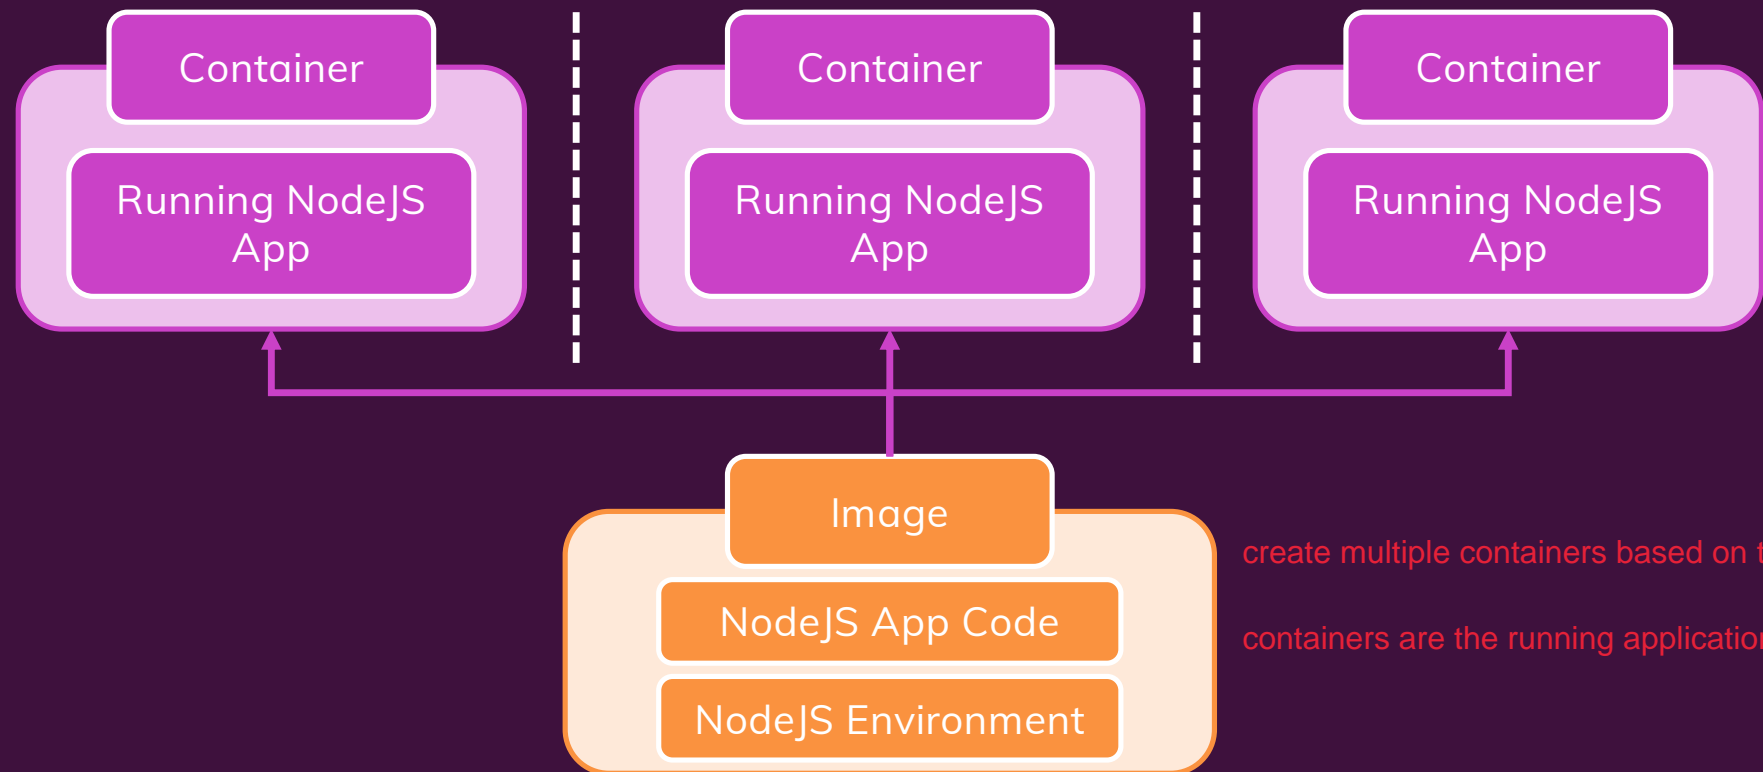 Container
Running NodeJS
App
Container
Running NodeJS
App
Container
Running NodeJS
App
Image
NodeJS App Code
NodeJS Environment
create multiple containers based on
containers are the running application